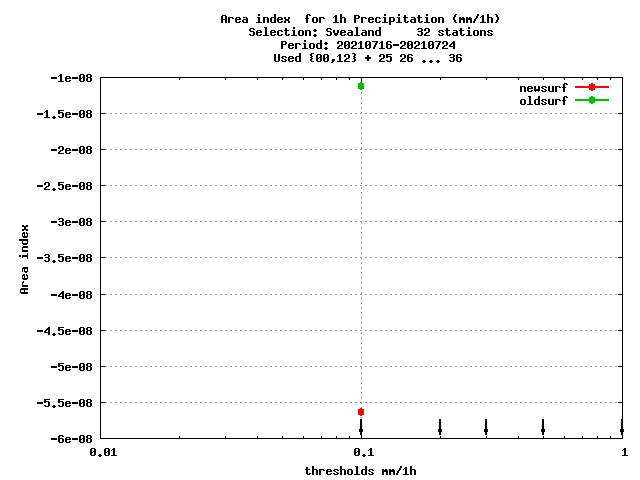 Area index  for 1h Precipitation (mm/1h)
Selection: Svealand     32 stations
Period: 20210716-20210724
Used {00,12} + 25 26 ... 36
-1e-08
newsurf
oldsurf
-1.5e-08
-2e-08
-2.5e-08
-3e-08
Area index
-3.5e-08
-4e-08
-4.5e-08
-5e-08
-5.5e-08
-6e-08
0.01
0.1
1
thresholds mm/1h